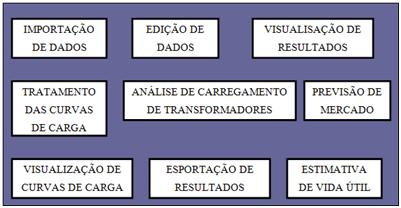 IMPORTAÇÃO
DE DADOS
EDIÇÃO DE
DADOS
VISUALISAÇÃO DE
RESULTADOS
TRATAMENTO
DAS CURVAS
DE CARGA
ANÁLISE DE CARREGAMENTO
DE TRANSFORMADORES
PREVISÃO DE
MERCADO
VISUALIZAÇÃO DE
CURVAS DE CARGA
ESPORTAÇÃO DE
RESULTADOS
ESTIMATIVA
DE VIDA ÚTIL